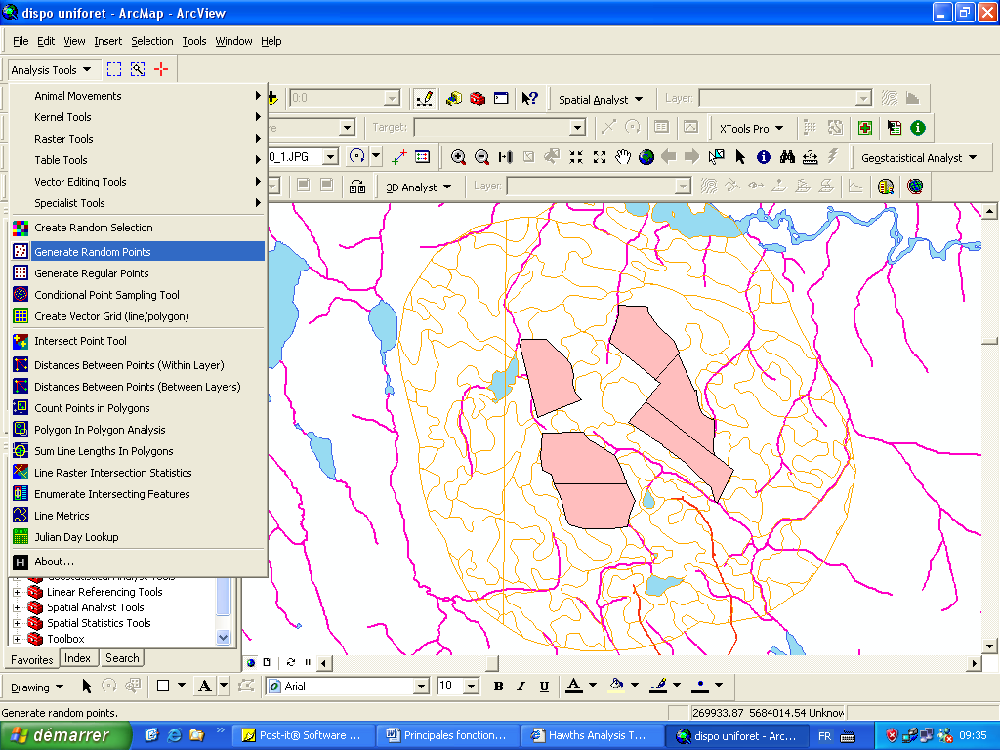 dispo uniforet - ArcMap - ArcView
File Edit View Insert Selection Tools Window Help
Analysis Tools
Animal Movements
Kernel Tools
Raster Tools
Table Tools
Vector Editing Tools
Specialist Tools
Create Random Selection
Generate Random Points
Generate Regular Points
Conditional Point Sampling Tool
Create Vector Grid (line/polygon)
Intersect Point Tool
Distances Between Points (Within Layer)
Distances Between Points (Between Layers)
Count Points in Polygons
Polygon In Polygon Analysis
Sum Line Lengths In Polygons
Line Raster Intersection Statistics
Enumerate Intersecting Features
Line Metrics
Julian Day Lookup
About...
0:0 Spatial Analyst Layer:
Target: XTools Pro
0_1.JPG Geostatistical Analyst
3D Analyst Layer:
Linear Referencing Tools
Spatial Analyst Tools
Spatial Statistics Tools
Toolbox
Favorites Index Search
Drawing A Arial 10 B I U A
Generate random points. 269933.87 5684014.54 Unknow
démarrer Post-it® Software ... Principales fonction... Hawths Analysis T... dispo uniforet - Arc... FR 09:35